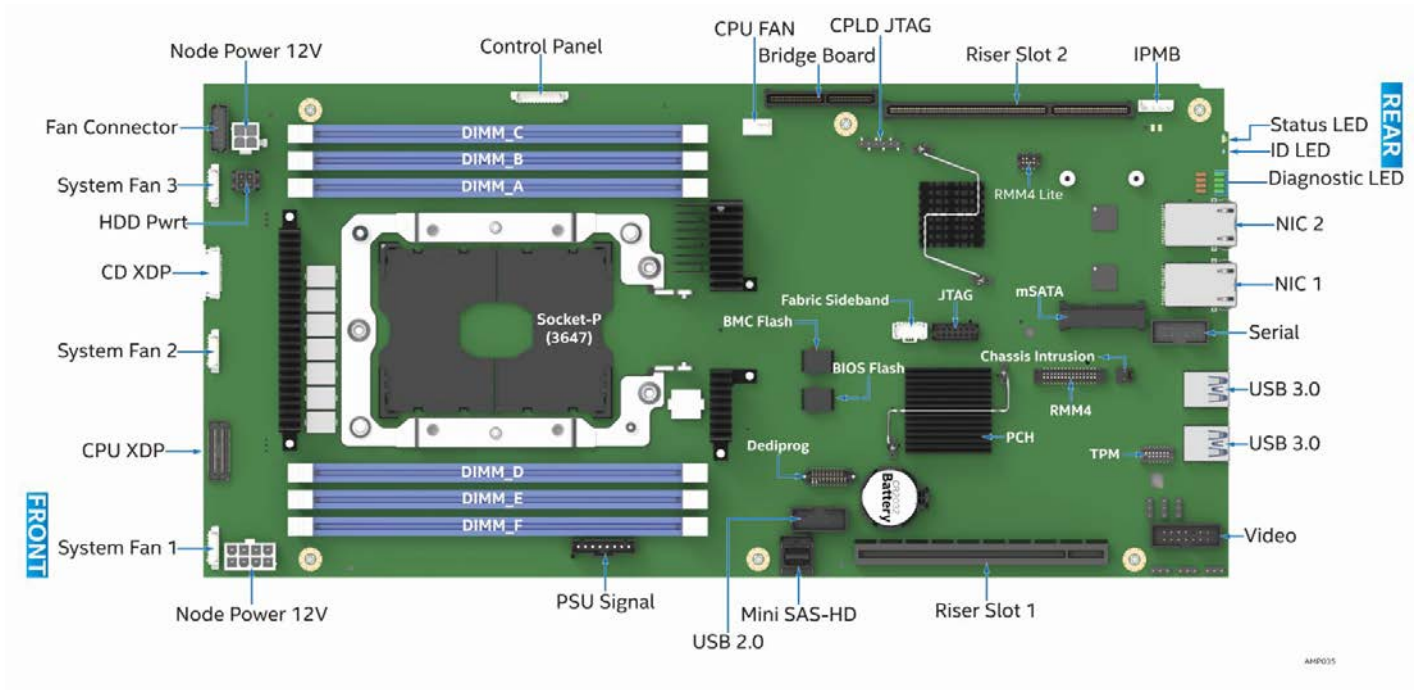 CPU FAN
CPLD JTAG
Node Power 12V
Control Panel
Bridge Board
Riser Slot 2
IPMB
REAR
Fan Connector
DIMM_C
Status LED
DIMM_B
ID LED
System Fan 3
DIMM_A
RMM4 Lite
Diagnostic LED
HDD Pwrt
NIC 2
CD XDP
NIC 1
Fabric Sideband
JTAG
mSATA
Socket-P
(3647)
BMC Flash
Serial
System Fan 2
Chassis Intrusion
BIOS Flash
USB 3.0
RMM4
CPU XDP
PCH
USB 3.0
Dediprog
TPM
DIMM_D
CR2032
Battery
DIMM_E
FRONT
DIMM_F
System Fan 1
Video
Node Power 12V
PSU Signal
Mini SAS-HD
Riser Slot 1
USB 2.0
AMP035